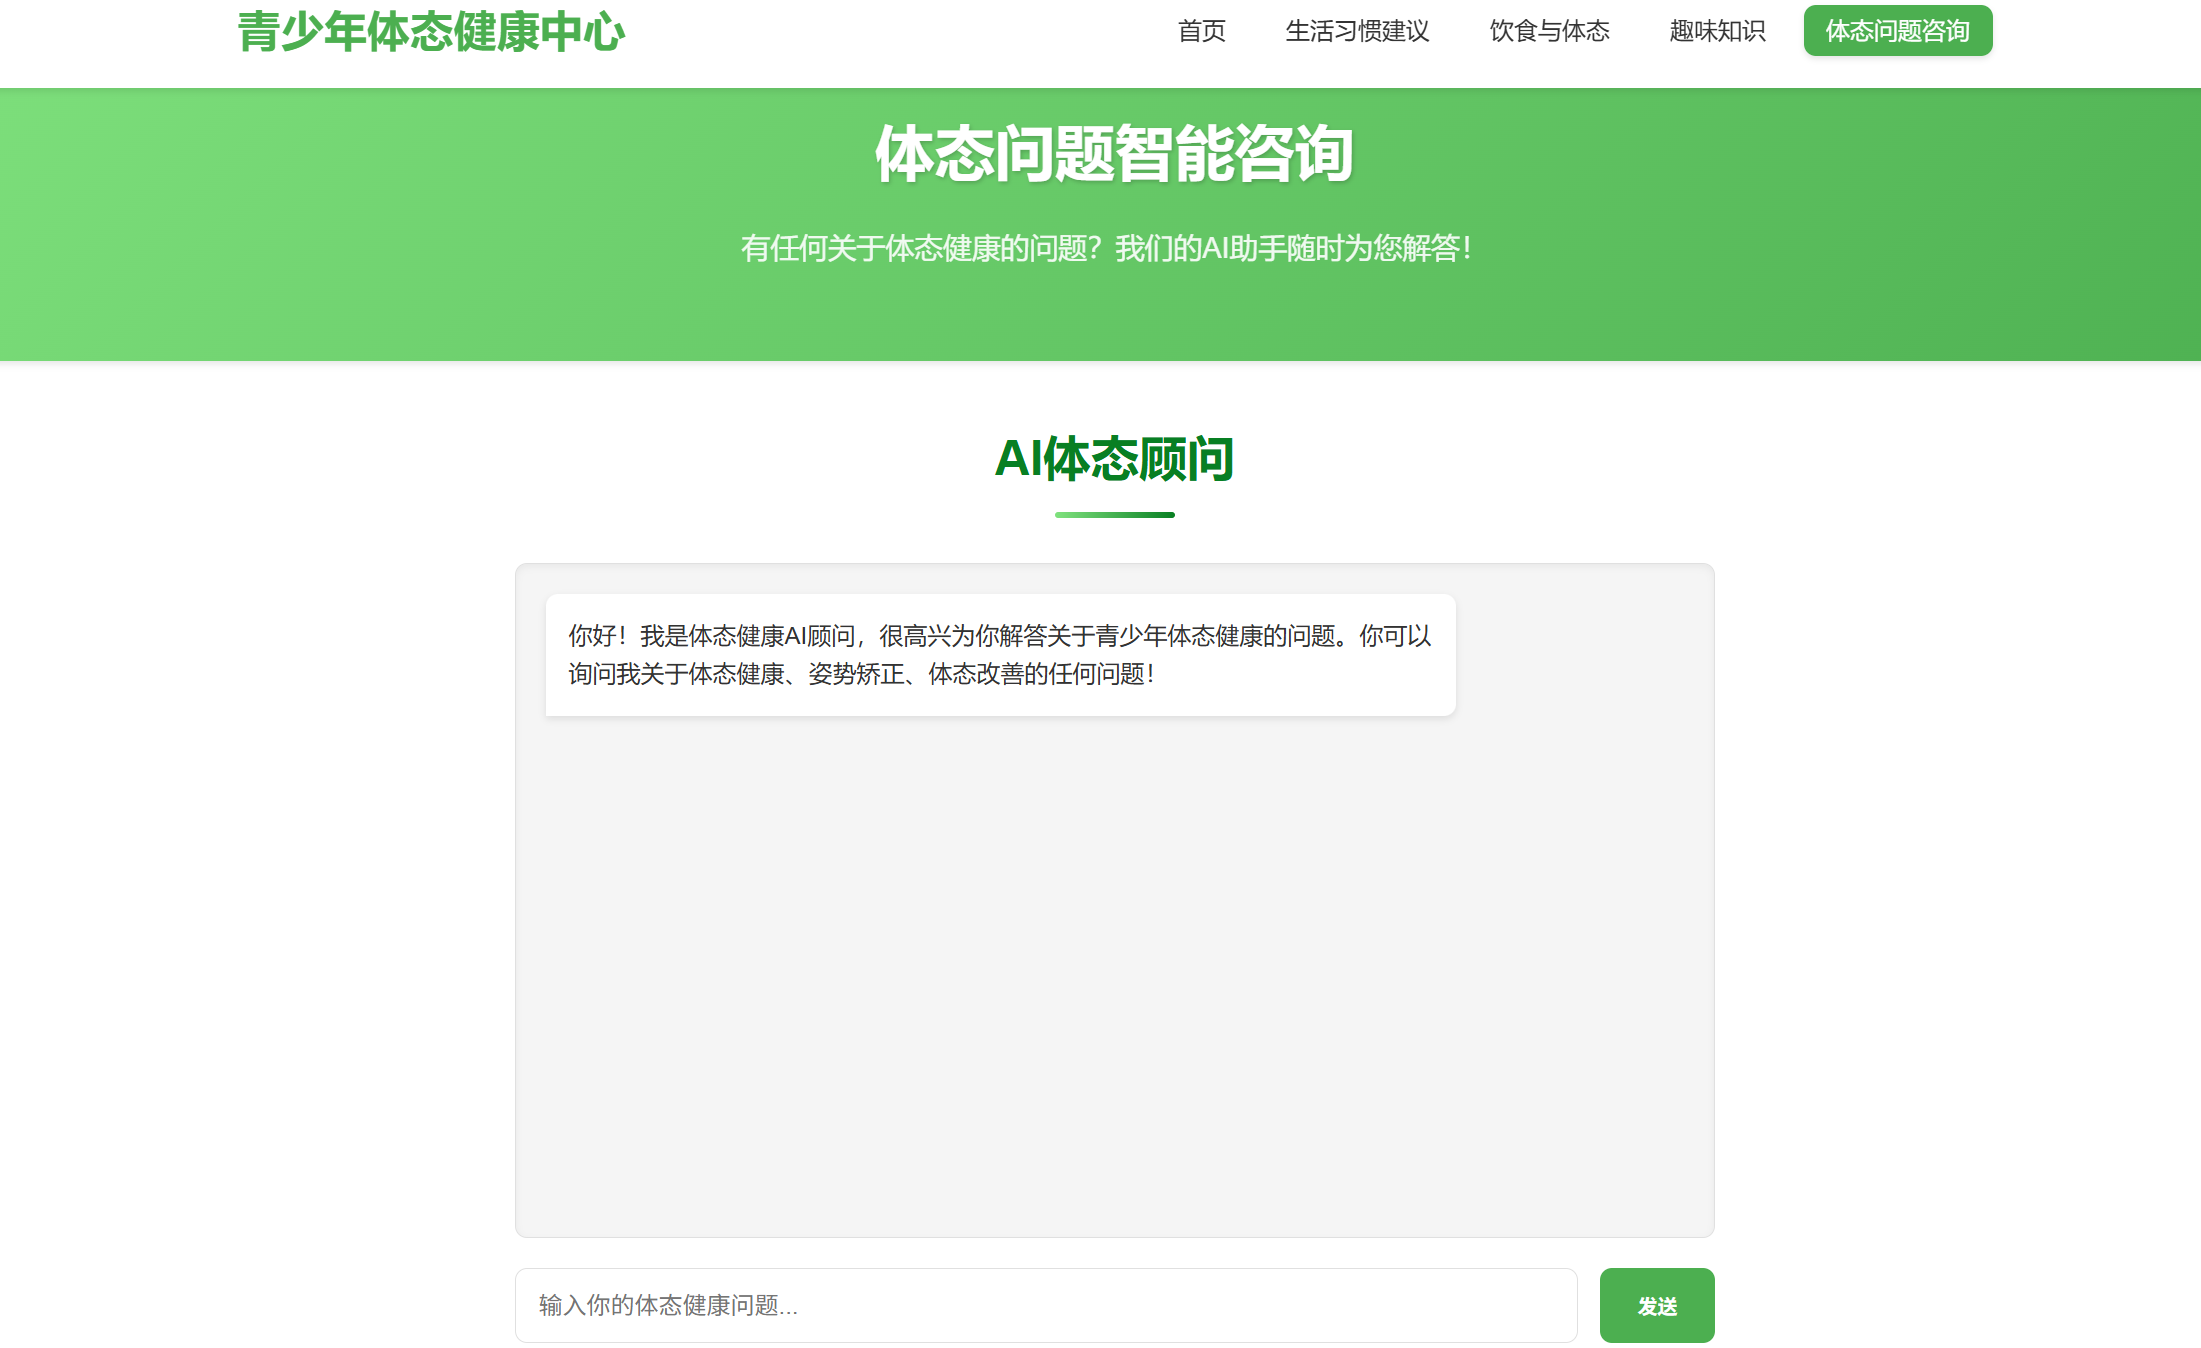 青少年体态健康中心
首页
生活习惯建议
饮食与体态
趣味知识
体态问题咨询
体态问题智能咨询
有任何关于体态健康的问题？我们的AI助手随时为您解答！
AI体态顾问
你好！我是体态健康AI顾问，很高兴为你解答关于青少年体态健康的问题。你可以
询问我关于体态健康、姿势矫正、体态改善的任何问题！
输入你的体态健康问题...
发送